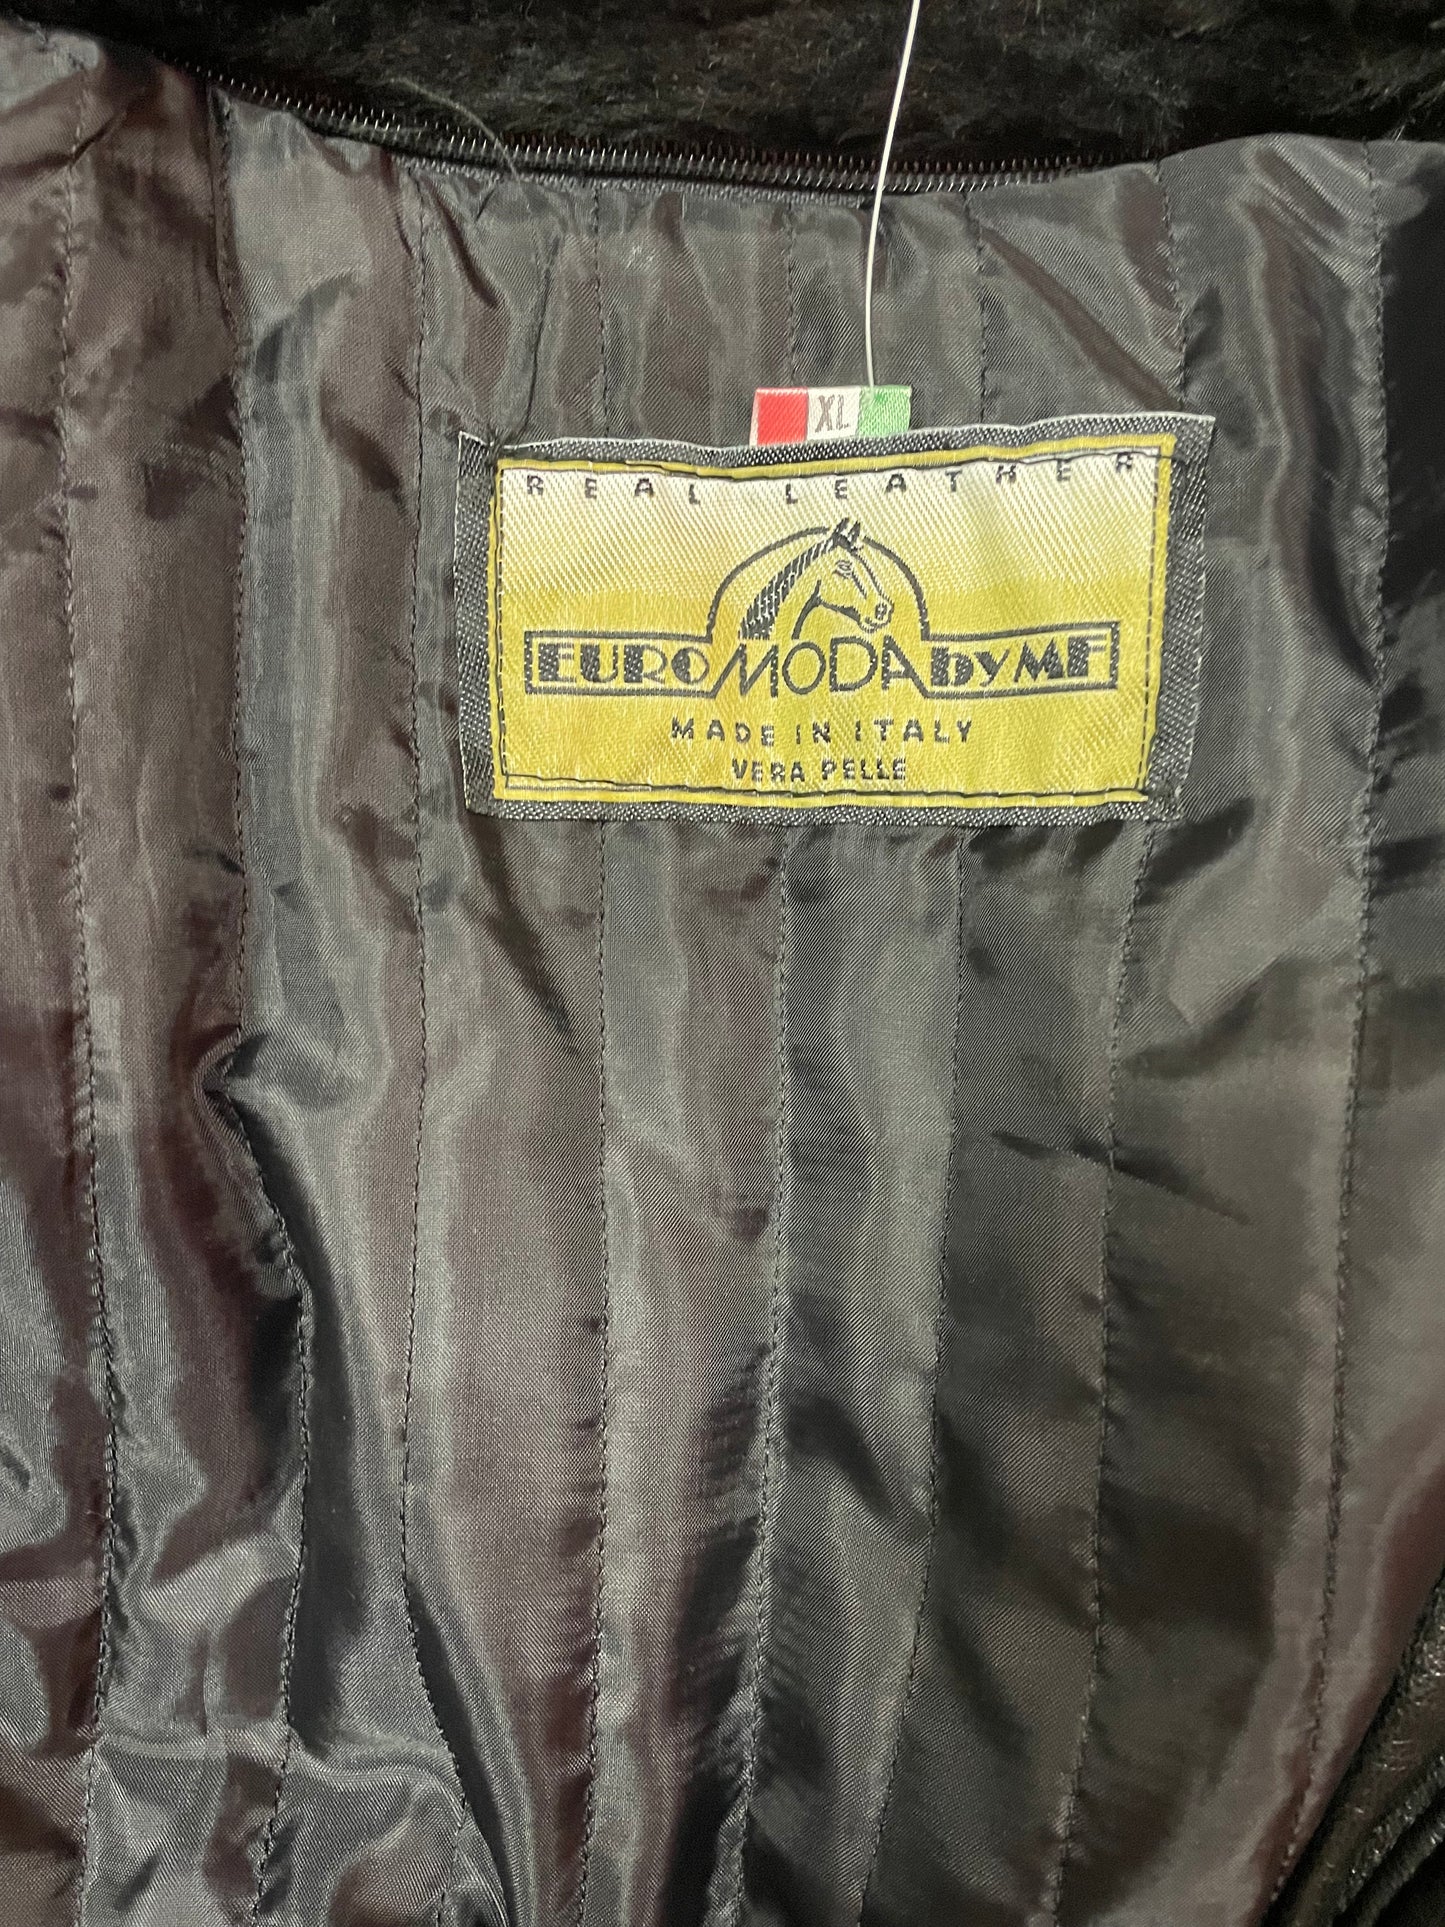 XL
REAL LEATHER
EUROMODAbyMF
MADE IN ITALY
VERA PELLE